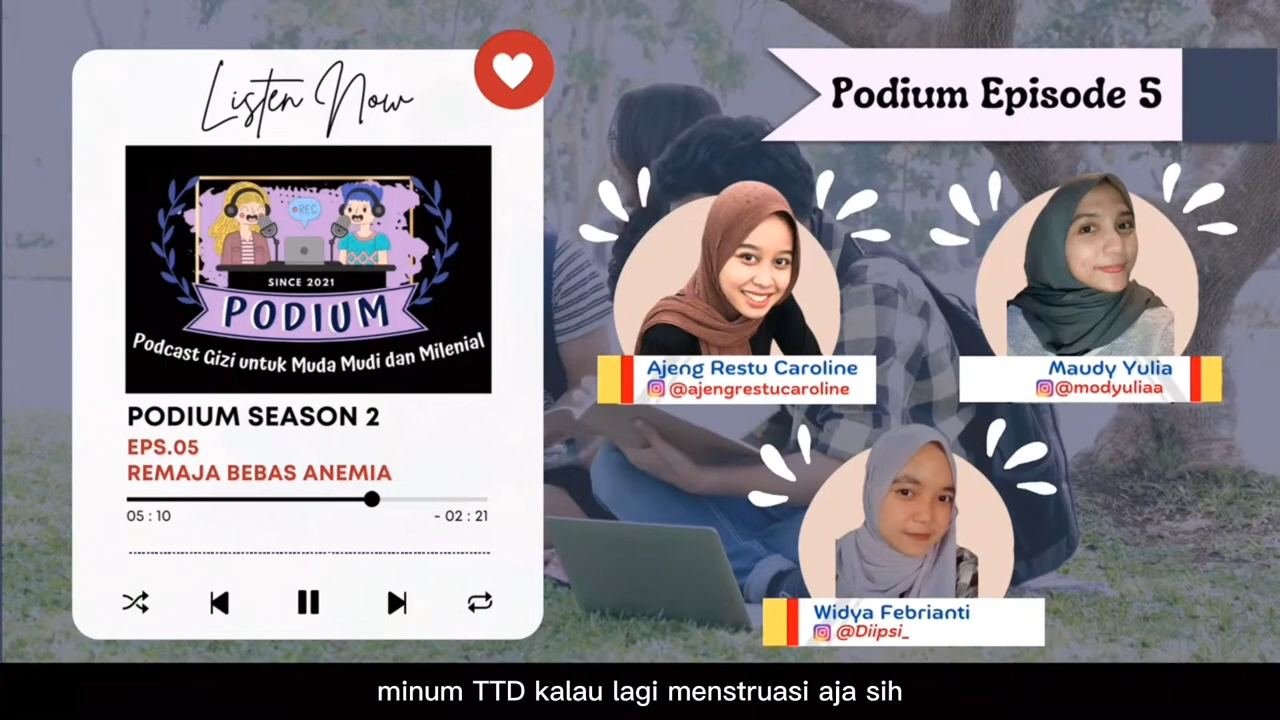 Listen Now
REC
SINCE 2021
PODIUM
Podcast Gizi untuk Muda Mudi dan Milenial
PODIUM SEASON 2
EPS.05
REMAJA BEBAS ANEMIA
05 : 10
- 02 : 21
Podium Episode 5
Ajeng Restu Caroline
@ajengrestucaroline
Maudy Yulia
@modyuliaa
Widya Febrianti
@Diipsi_
minum TTD kalau lagi menstruasi aja sih